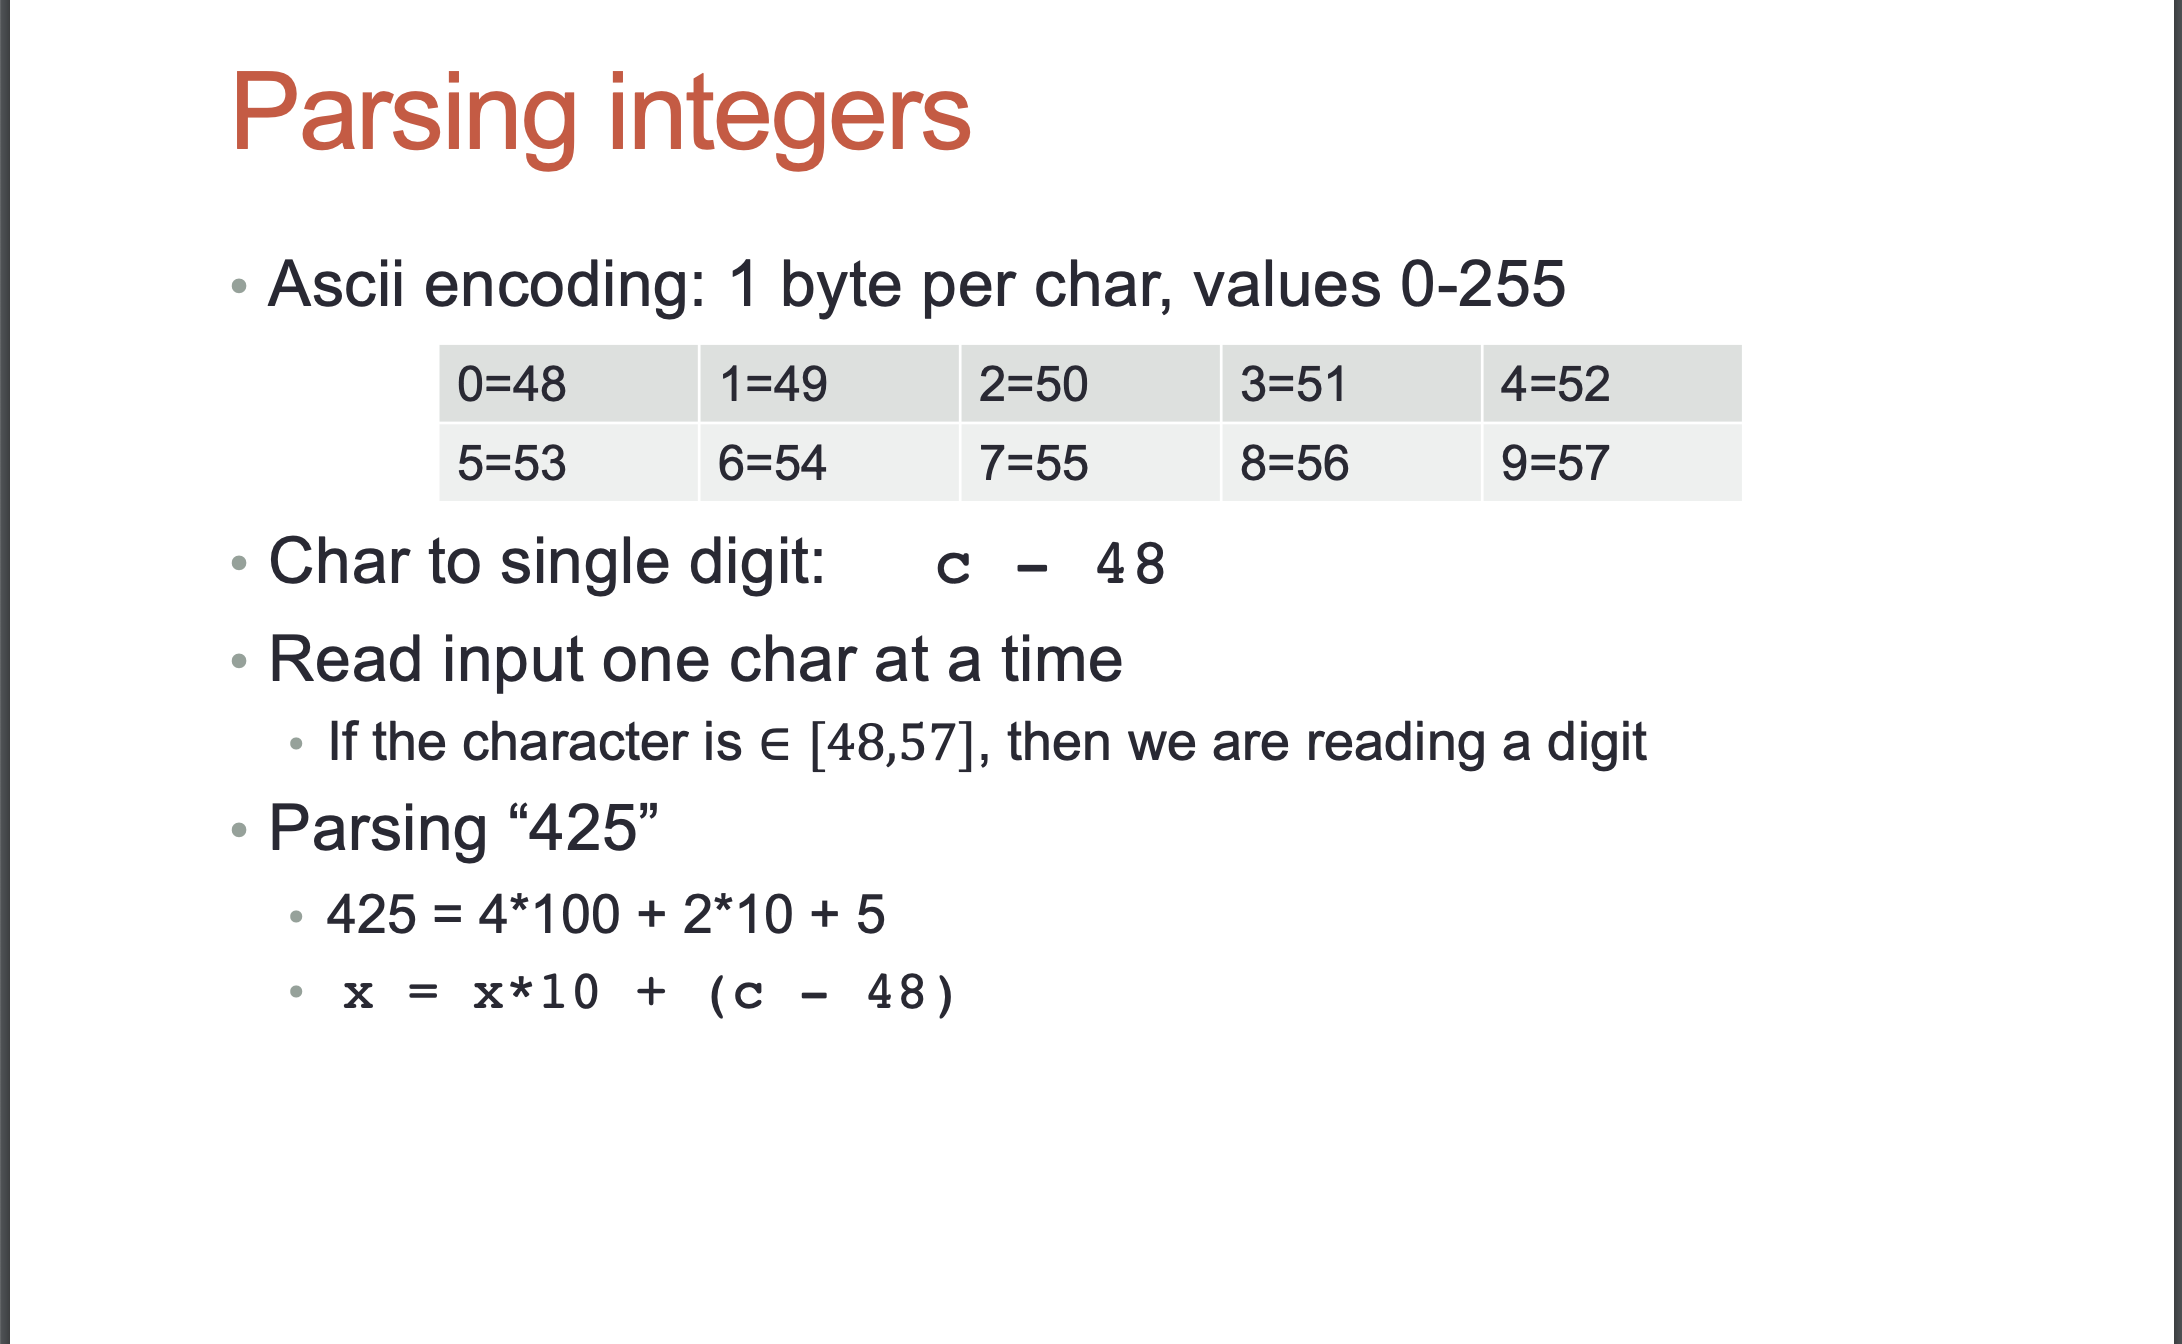 Parsing integers
• Ascii encoding: 1 byte per char, values 0-255
0=48 1=49 2=50 3=51 4=52
5=53 6=54 7=55 8=56 9=57
• Char to single digit: c – 48
• Read input one char at a time
• If the character is ∈ [48,57], then we are reading a digit
• Parsing “425”
• 425 = 4*100 + 2*10 + 5
• x = x*10 + (c – 48)